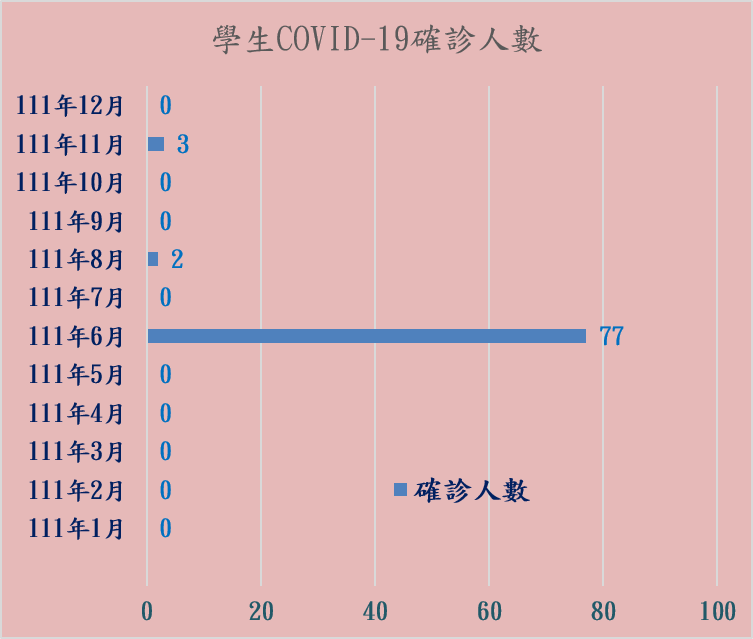 學生COVID-19確診人數
111年12月 0
111年11月 3
111年10月 0
111年9月 0
111年8月 2
111年7月 0
111年6月 77
111年5月 0
111年4月 0
111年3月 0
111年2月 0
確診人數
111年1月 0
0 20 40 60 80 100